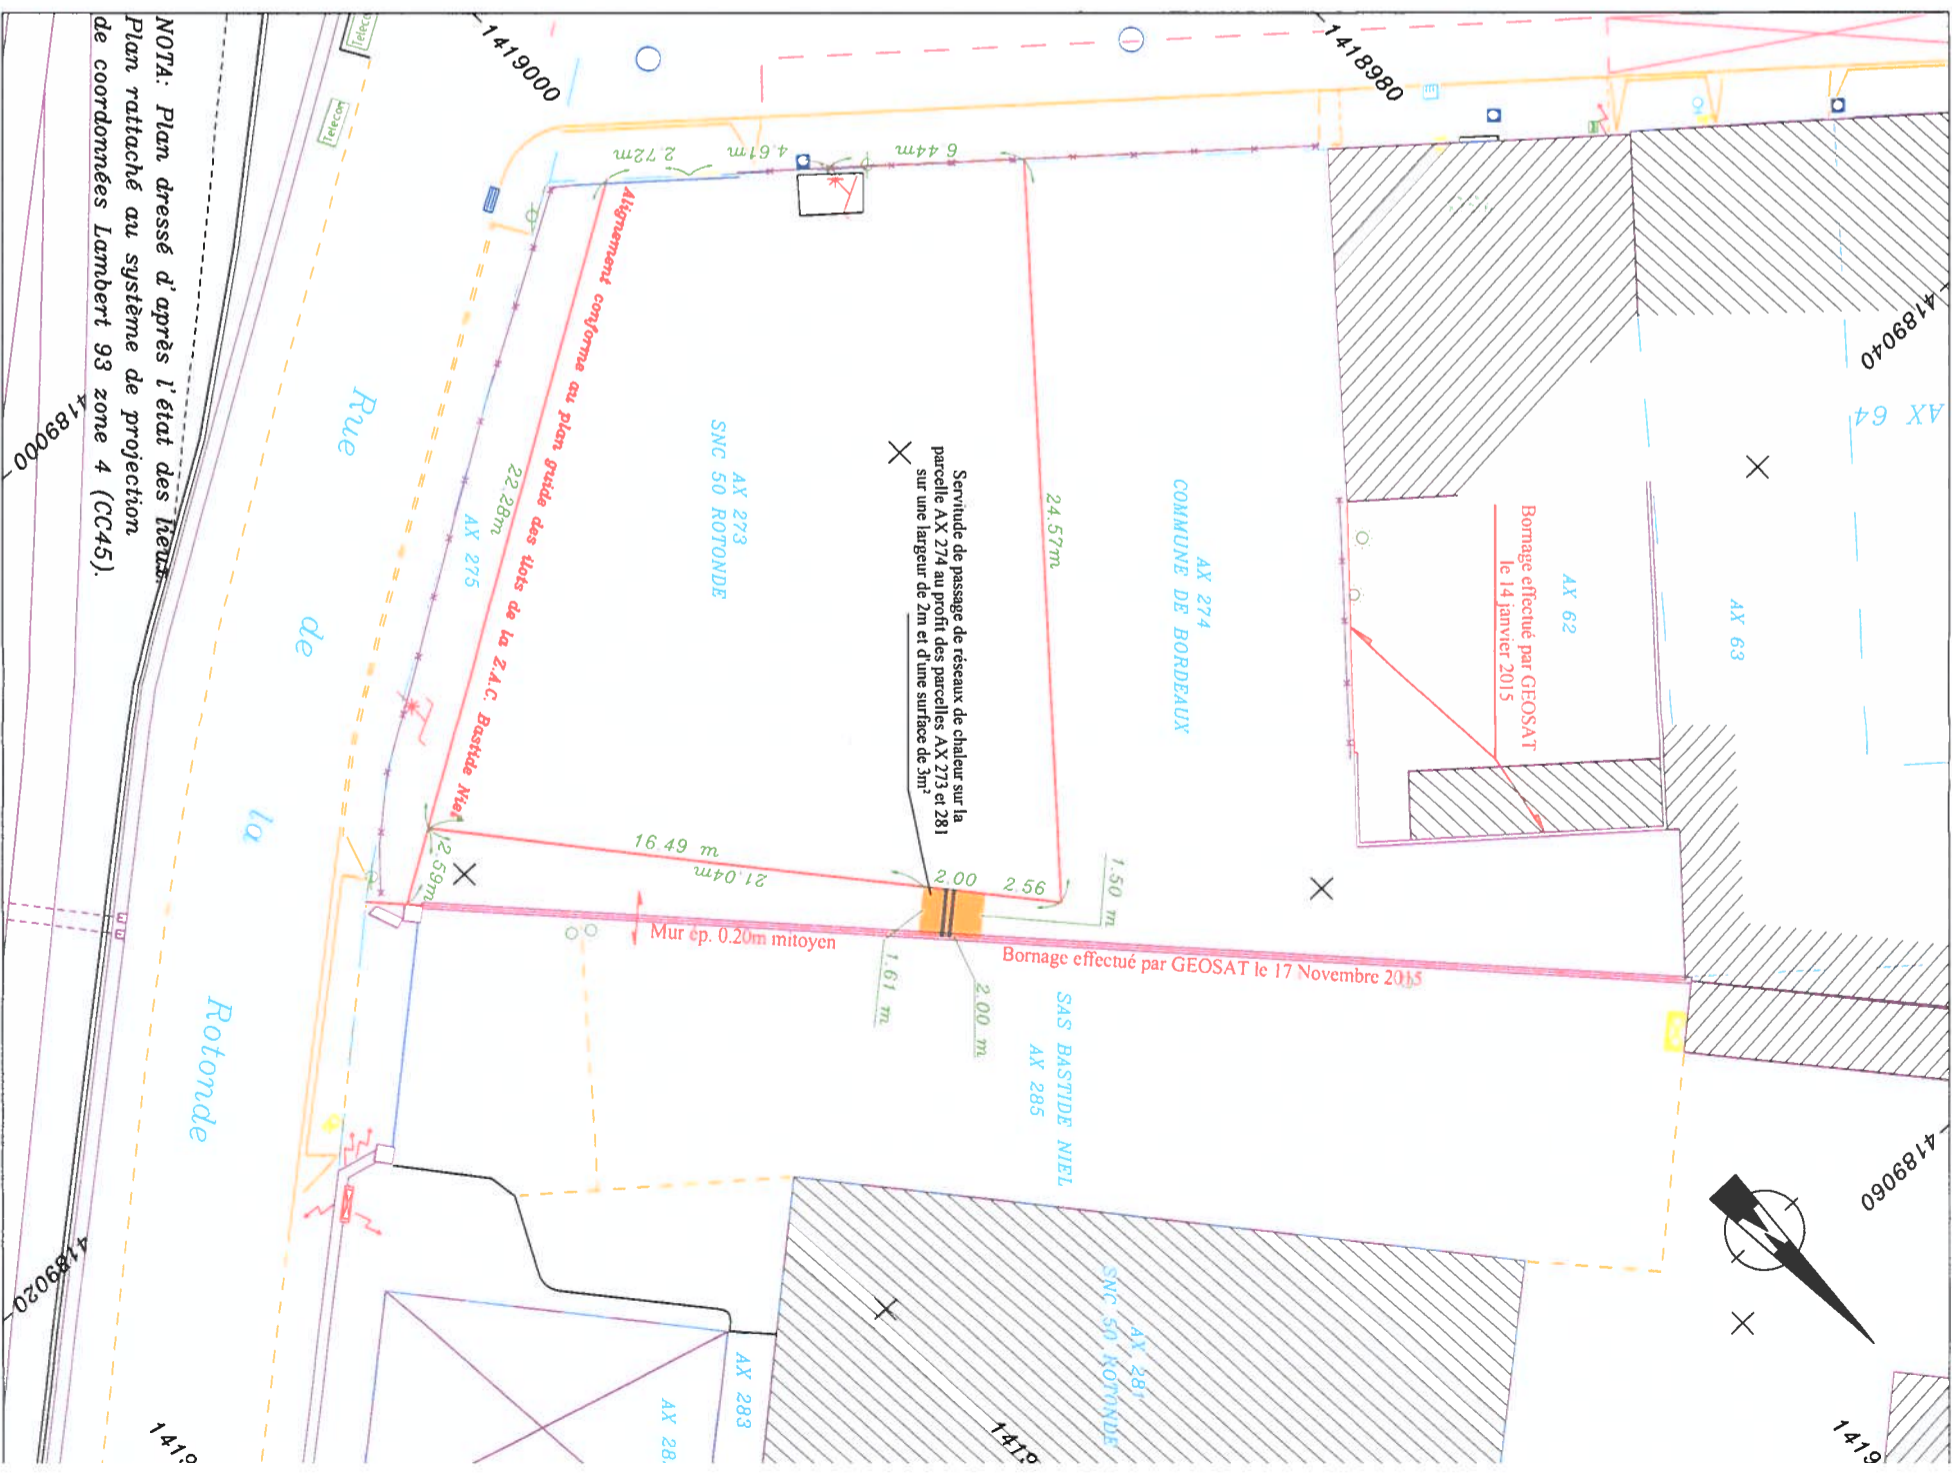 NOTA: Plan dressé d'après l'état des lieux.
Plan rattaché au système de projection
de coordonnées Lambert 93 zone 4 (CC45).
Telecom
1419000
1418980
4189040
4189000
4189060
4189020
AX 64
AX 63
AX 62
Bornage effectué par GEOSAT
le 14 janvier 2015
AX 274
COMMUNE DE BORDEAUX
AX 273
SNC 50 ROTONDE
Servitude de passage de réseaux de chaleur sur la
parcelle AX 274 au profit des parcelles AX 273 et 281
sur une largeur de 2m et d'une surface de 3m²
Alignement conforme au plan guide des ilots de la Z.A.C. Bastide Niel
AX 275
2.72m
4.61m
6.44m
24.57m
22.28m
16.49 m
21.04m
2.00
2.56
2.59m
1.50 m
1.61 m
2.00 m
Mur ép. 0.20m mitoyen
Bornage effectué par GEOSAT le 17 Novembre 2015
SAS BASTIDE NIEL
AX 285
AX 281
SNC 50 ROTONDE
AX 283
AX 28
Rue de la Rotonde